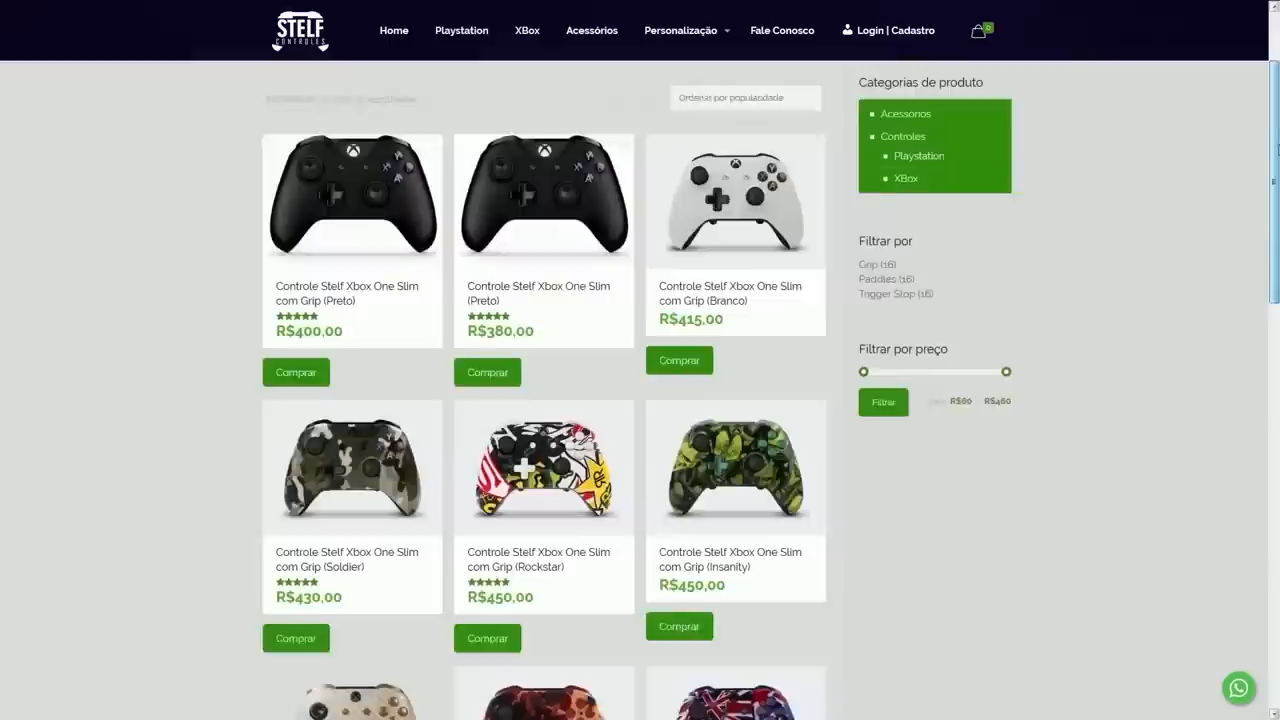 STELF
CONTROLES
Home
Playstation
XBox
Acessórios
Personalização
Fale Conosco
Login | Cadastro
0
Ordenar por popularidade
Controle Stelf Xbox One Slim
com Grip (Preto)
R$400,00
Comprar
Controle Stelf Xbox One Slim
(Preto)
R$380,00
Comprar
Controle Stelf Xbox One Slim
com Grip (Branco)
R$415,00
Comprar
Controle Stelf Xbox One Slim
com Grip (Soldier)
R$430,00
Comprar
Controle Stelf Xbox One Slim
com Grip (Rockstar)
R$450,00
Comprar
Controle Stelf Xbox One Slim
com Grip (Insanity)
R$450,00
Comprar
Categorias de produto
Acessórios
Controles
Playstation
XBox
Filtrar por
Grip (16)
Paddles (16)
Trigger Stop (16)
Filtrar por preço
Filtrar
R$60
R$460